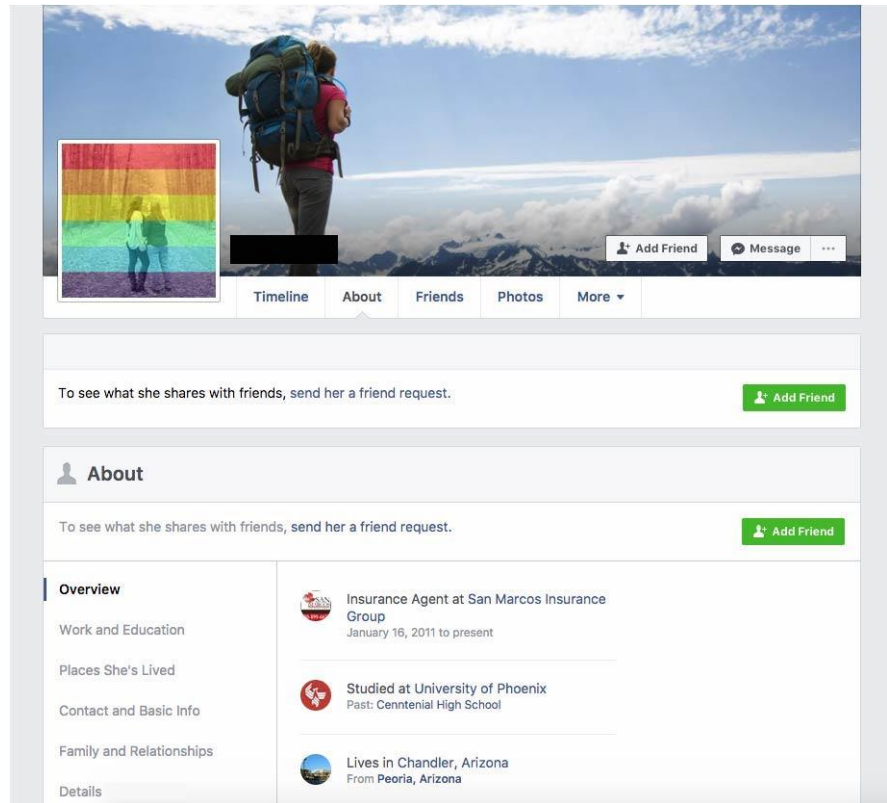 Add Friend
Message
Timeline
About
Friends
Photos
More
To see what she shares with friends, send her a friend request.
Add Friend
About
To see what she shares with friends, send her a friend request.
Add Friend
Overview
Work and Education
Places She's Lived
Contact and Basic Info
Family and Relationships
Details
Insurance Agent at San Marcos Insurance
Group
January 16, 2011 to present
Studied at University of Phoenix
Past: Cenntenial High School
Lives in Chandler, Arizona
From Peoria, Arizona